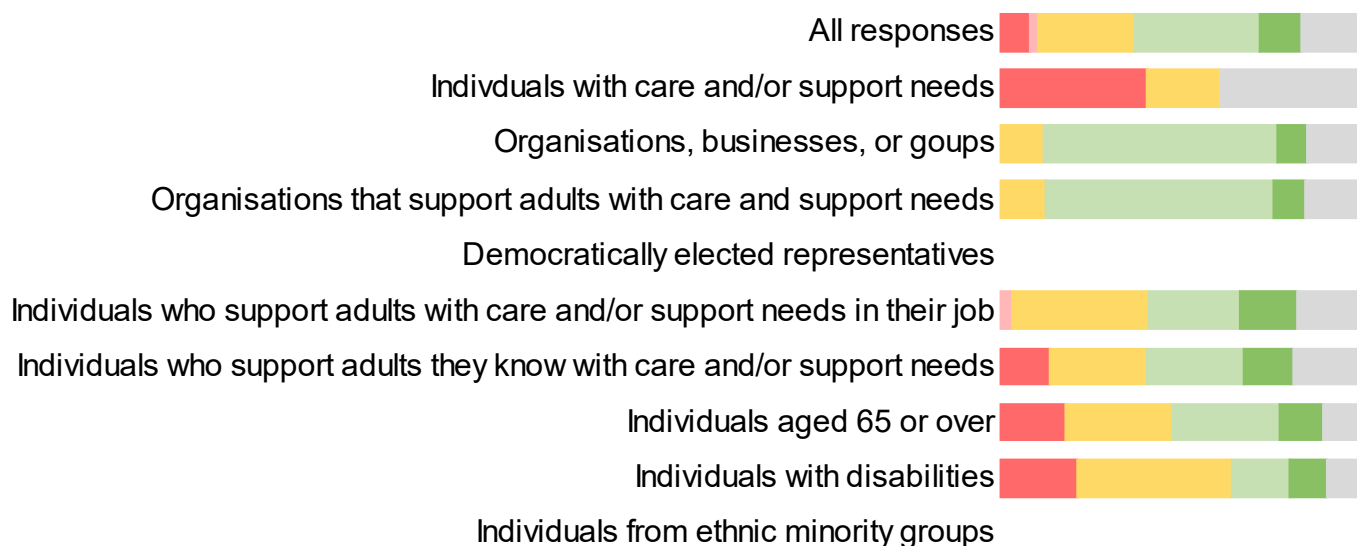 All responses
Indivduals with care and/or support needs
Organisations, businesses, or goups
Organisations that support adults with care and support needs
Democratically elected representatives
Individuals who support adults with care and/or support needs in their job
Individuals who support adults they know with care and/or support needs
Individuals aged 65 or over
Individuals with disabilities
Individuals from ethnic minority groups